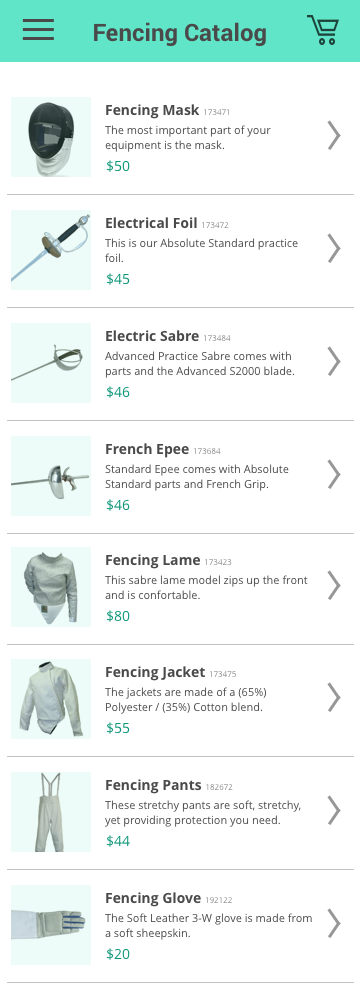 Fencing Catalog
Fencing Mask 173471
The most important part of your
equipment is the mask.
$50
Electrical Foil 173472
This is our Absolute Standard practice
foil.
$45
Electric Sabre 173484
Advanced Practice Sabre comes with
parts and the Advanced S2000 blade.
$46
French Epee 173684
Standard Epee comes with Absolute
Standard parts and French Grip.
$46
Fencing Lame 173423
This sabre lame model zips up the front
and is confortable.
$80
Fencing Jacket 173475
The jackets are made of a (65%)
Polyester / (35%) Cotton blend.
$55
Fencing Pants 182672
These stretchy pants are soft, stretchy,
yet providing protection you need.
$44
Fencing Glove 192122
The Soft Leather 3-W glove is made from
a soft sheepskin.
$20